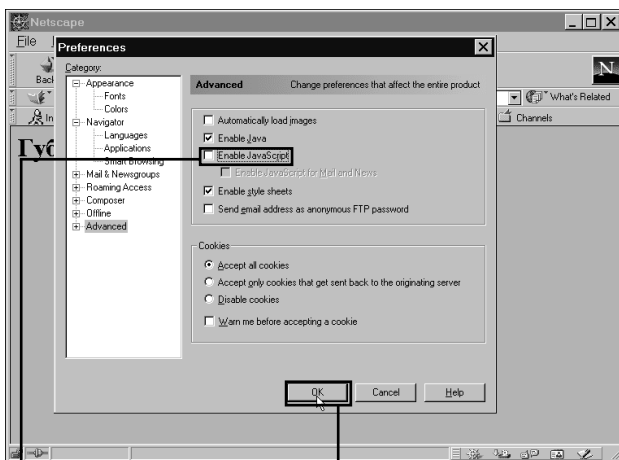 Netscape
File
Preferences
Back
Category:
Appearance
Fonts
Colors
Navigator
Languages
Applications
Smart Browsing
Mail & Newsgroups
Roaming Access
Composer
Offline
Advanced
Advanced Change preferences that affect the entire product
Automatically load images
Enable Java
Enable JavaScript
Enable JavaScript for Mail and News
Enable style sheets
Send email address as anonymous FTP password
Cookies
Accept all cookies
Accept only cookies that get sent back to the originating server
Disable cookies
Warn me before accepting a cookie
OK Cancel Help
N
What's Related
Channels